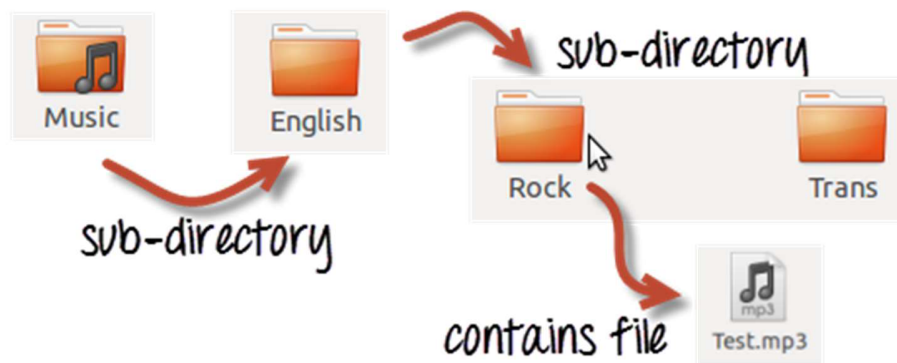 Music
English
sub-directory
sub-directory
Rock
Trans
contains file
mp3
Test.mp3